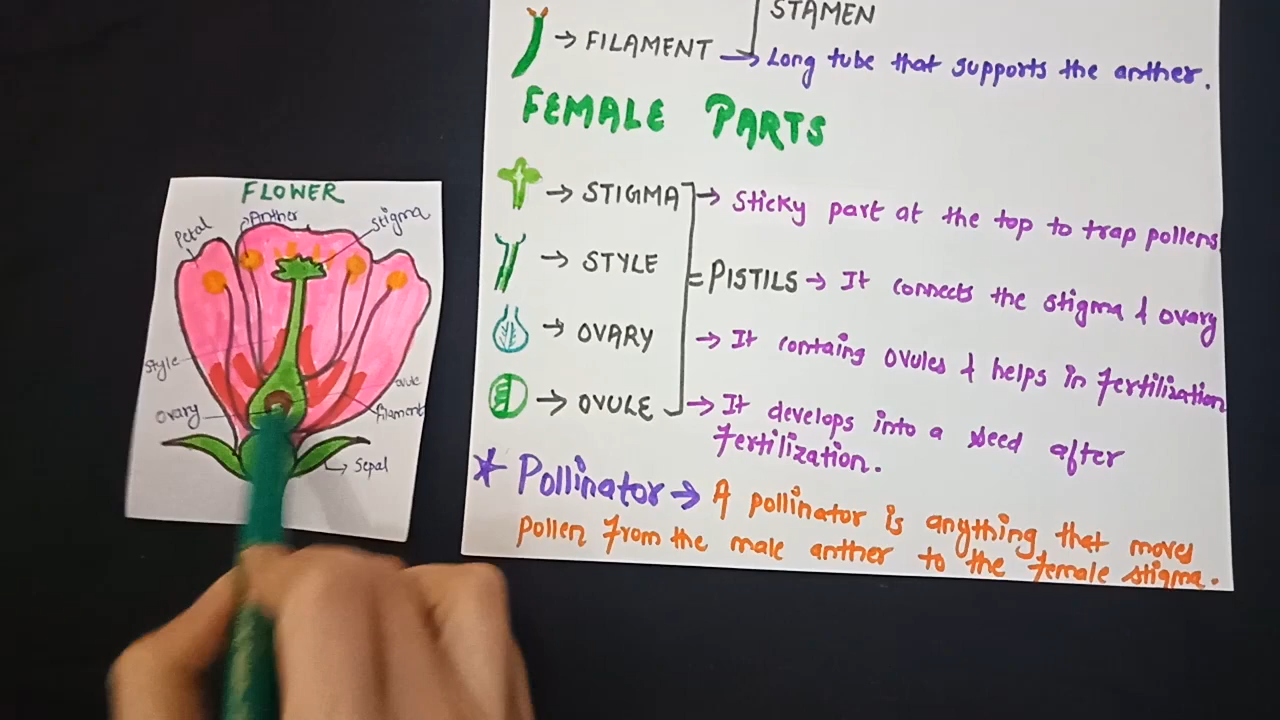 STAMEN
→ FILAMENT → Long tube that supports the anther.
FEMALE PARTS
→ STIGMA → Sticky part at the top to trap pollens
→ STYLE PISTILS → It connects the stigma & ovary
→ OVARY → It containg ovules & helps in fertilization
→ OVULE → It develops into a seed after
fertilization.
* Pollinator → A pollinator is anything that moves
pollen from the male anther to the female stigma.
FLOWER
Petal
Anther
stigma
style
ovule
Ovary
filament
Sepal